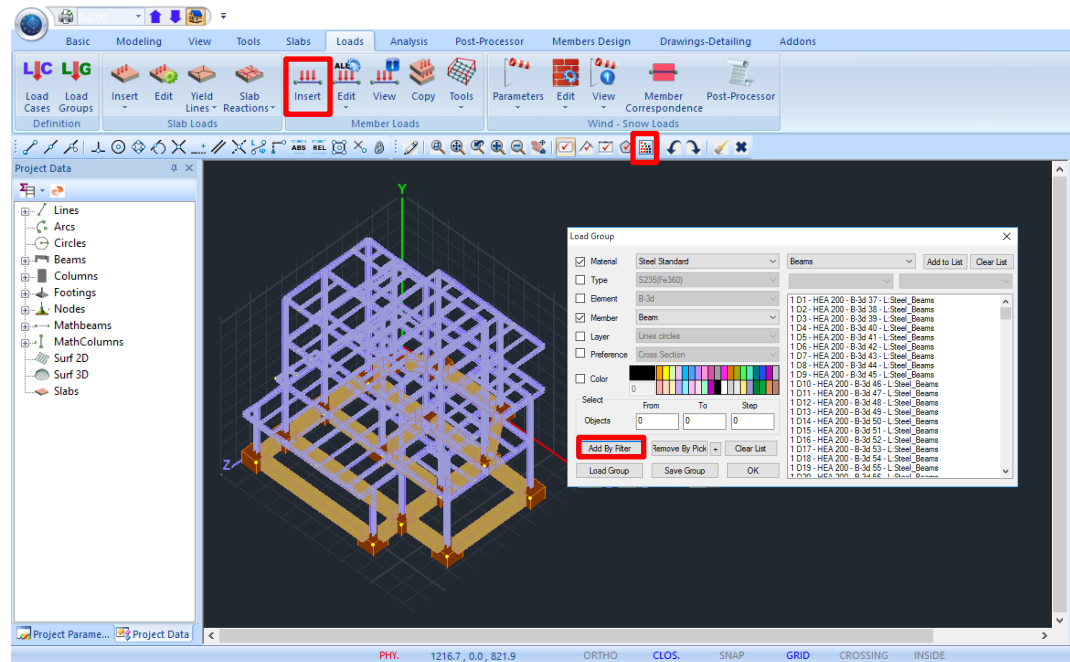 Basic Modeling View Tools Slabs Loads Analysis Post-Processor Members Design Drawings-Detailing Addons
LC LG ALL
Load Cases Load Groups Insert Edit Yield Lines Slab Reactions Insert Edit View Copy Tools Parameters Edit View Member Correspondence Post-Processor
Definition Slab Loads Member Loads Wind - Snow Loads
ABS REL
Project Data
Lines
Arcs
Circles
Beams
Columns
Footings
Nodes
Mathbeams
MathColumns
Surf 2D
Surf 3D
Slabs
Y
Z
Load Group
Material Steel Standard Beams Add to List Clear List
Type S235(Fe360)
Element B-3d
Member Beam
Layer Lines circles
Preference Cross Section
Color 0
Select
From To Step
Objects 0 0 0
Add By Filter Remove By Pick + Clear List
Load Group Save Group OK
1 D1 - HEA 200 - B-3d 37 - L:Steel_Beams
1 D2 - HEA 200 - B-3d 38 - L:Steel_Beams
1 D3 - HEA 200 - B-3d 39 - L:Steel_Beams
1 D4 - HEA 200 - B-3d 40 - L:Steel_Beams
1 D5 - HEA 200 - B-3d 41 - L:Steel_Beams
1 D6 - HEA 200 - B-3d 42 - L:Steel_Beams
1 D7 - HEA 200 - B-3d 43 - L:Steel_Beams
1 D8 - HEA 200 - B-3d 44 - L:Steel_Beams
1 D9 - HEA 200 - B-3d 45 - L:Steel_Beams
1 D10 - HEA 200 - B-3d 46 - L:Steel_Beams
1 D11 - HEA 200 - B-3d 47 - L:Steel_Beams
1 D12 - HEA 200 - B-3d 48 - L:Steel_Beams
1 D13 - HEA 200 - B-3d 49 - L:Steel_Beams
1 D14 - HEA 200 - B-3d 50 - L:Steel_Beams
1 D15 - HEA 200 - B-3d 51 - L:Steel_Beams
1 D16 - HEA 200 - B-3d 52 - L:Steel_Beams
1 D17 - HEA 200 - B-3d 53 - L:Steel_Beams
1 D18 - HEA 200 - B-3d 54 - L:Steel_Beams
1 D19 - HEA 200 - B-3d 55 - L:Steel_Beams
1 D20 - HEA 200 - B-3d 56 - L:Steel_Beams
Project Parame... Project Data
PHY. 1216.7 , 0.0 , 821.9 ORTHO CLOS. SNAP GRID CROSSING INSIDE